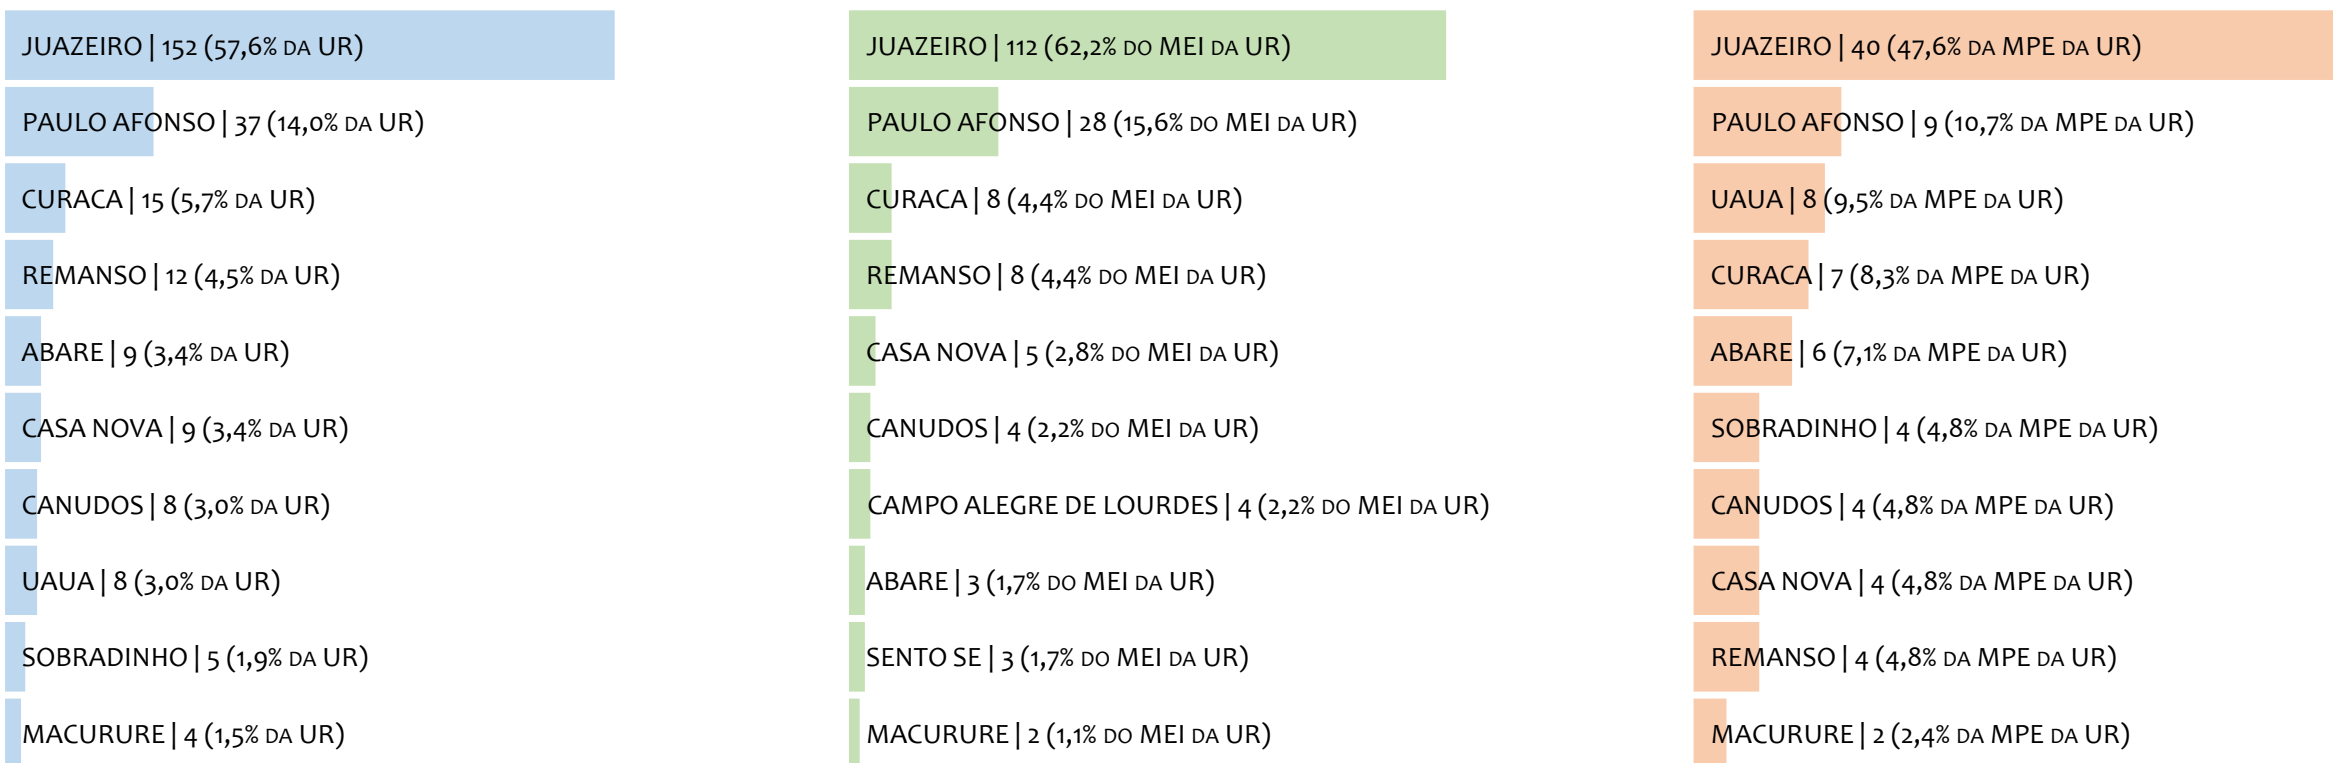 JUAZEIRO | 152 (57,6% DA UR)
PAULO AFONSO | 37 (14,0% DA UR)
CURACA | 15 (5,7% DA UR)
REMANSO | 12 (4,5% DA UR)
ABARE | 9 (3,4% DA UR)
CASA NOVA | 9 (3,4% DA UR)
CANUDOS | 8 (3,0% DA UR)
UAUA | 8 (3,0% DA UR)
SOBRADINHO | 5 (1,9% DA UR)
MACURURE | 4 (1,5% DA UR)
JUAZEIRO | 112 (62,2% DO MEI DA UR)
PAULO AFONSO | 28 (15,6% DO MEI DA UR)
CURACA | 8 (4,4% DO MEI DA UR)
REMANSO | 8 (4,4% DO MEI DA UR)
CASA NOVA | 5 (2,8% DO MEI DA UR)
CANUDOS | 4 (2,2% DO MEI DA UR)
CAMPO ALEGRE DE LOURDES | 4 (2,2% DO MEI DA UR)
ABARE | 3 (1,7% DO MEI DA UR)
SENTO SE | 3 (1,7% DO MEI DA UR)
MACURURE | 2 (1,1% DO MEI DA UR)
JUAZEIRO | 40 (47,6% DA MPE DA UR)
PAULO AFONSO | 9 (10,7% DA MPE DA UR)
UAUA | 8 (9,5% DA MPE DA UR)
CURACA | 7 (8,3% DA MPE DA UR)
ABARE | 6 (7,1% DA MPE DA UR)
SOBRADINHO | 4 (4,8% DA MPE DA UR)
CANUDOS | 4 (4,8% DA MPE DA UR)
CASA NOVA | 4 (4,8% DA MPE DA UR)
REMANSO | 4 (4,8% DA MPE DA UR)
MACURURE | 2 (2,4% DA MPE DA UR)